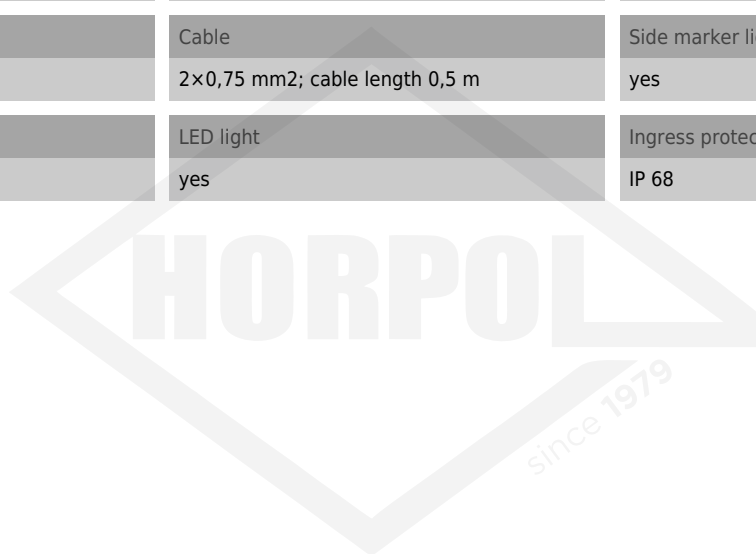 Cable
Side marker li
2×0,75 mm2; cable length 0,5 m
yes
LED light
Ingress protec
yes
IP 68
HORPOL
since 1979